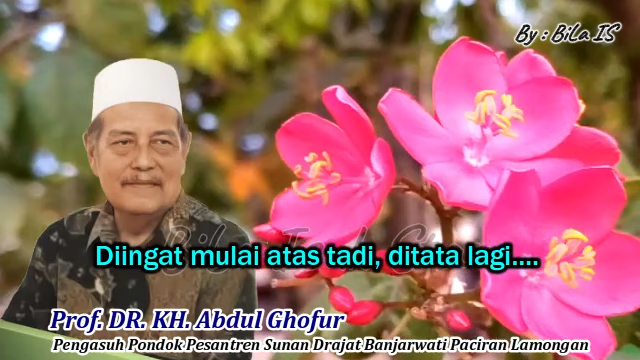 By : BiLa IS
Diingat mulai atas tadi, ditata lagi....
Prof. DR. KH. Abdul Ghofur
Pengasuh Pondok Pesantren Sunan Drajat Banjarwati Paciran Lamongan